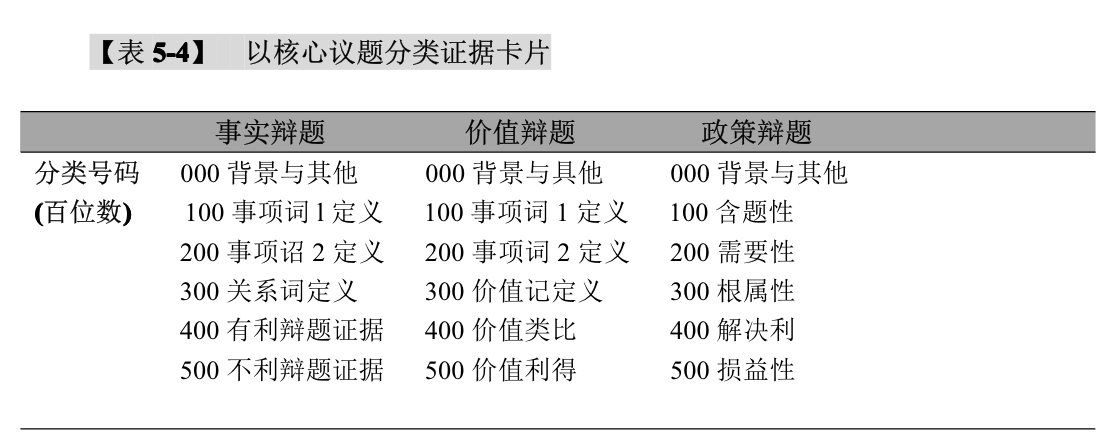 【表 5-4】 以核心议题分类证据卡片
事实辩题 价值辩题 政策辩题
分类号码 000 背景与其他 000 背景与具他 000 背景与其他
(百位数) 100 事项词 l 定义 100 事项词 1 定义 100 含题性
200 事项诏 2 定义 200 事项词 2 定义 200 需要性
300 关系词定义 300 价值记定义 300 根属性
400 有利辩题证据 400 价值类比 400 解决利
500 不利辩题证据 500 价值利得 500 损益性